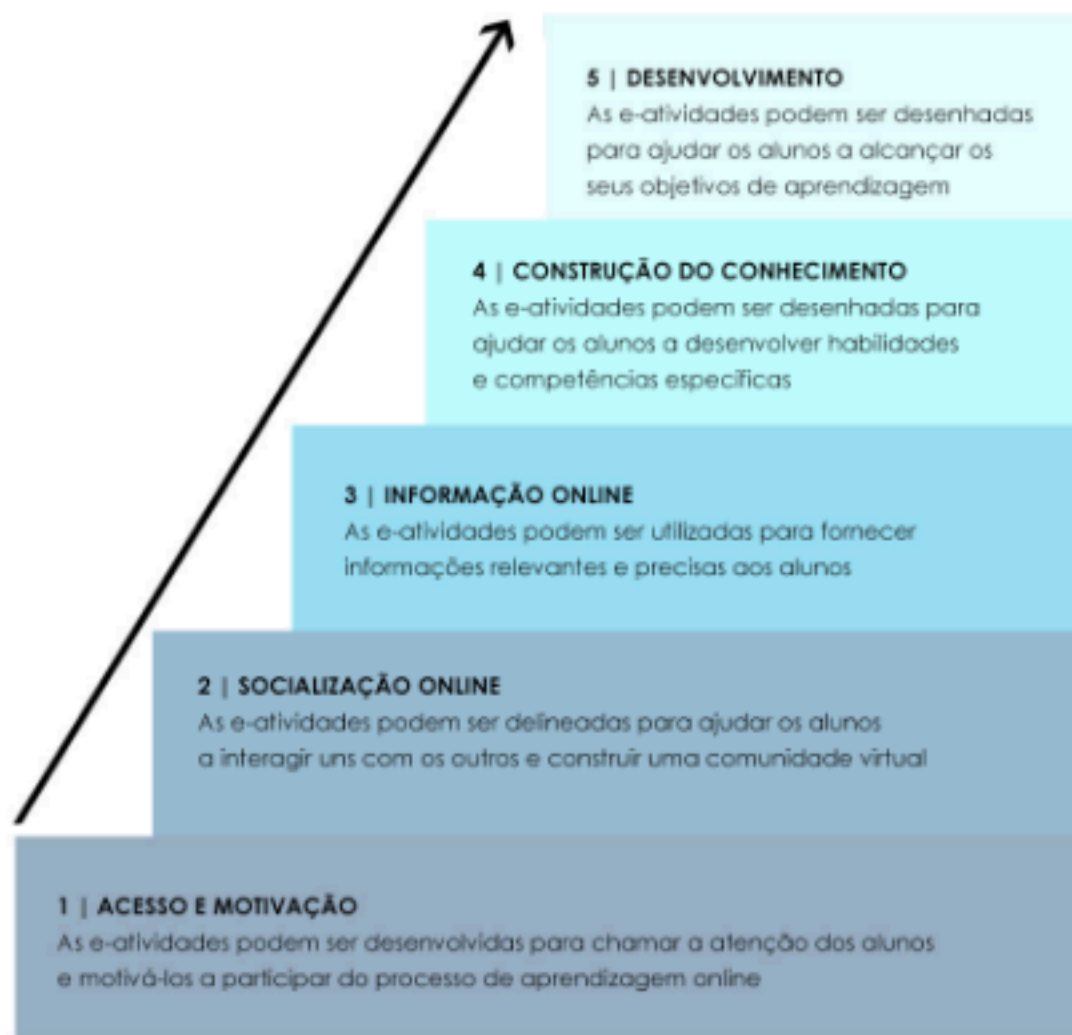 5 | DESENVOLVIMENTO
As e-atividades podem ser desenhadas
para ajudar os alunos a alcançar os
seus objetivos de aprendizagem
4 | CONSTRUÇÃO DO CONHECIMENTO
As e-atividades podem ser desenhadas para
ajudar os alunos a desenvolver habilidades
e competências específicas
3 | INFORMAÇÃO ONLINE
As e-atividades podem ser utilizadas para fornecer
informações relevantes e precisas aos alunos
2 | SOCIALIZAÇÃO ONLINE
As e-atividades podem ser delineadas para ajudar os alunos
a interagir uns com os outros e construir uma comunidade virtual
1 | ACESSO E MOTIVAÇÃO
As e-atividades podem ser desenvolvidas para chamar a atenção dos alunos
e motivá-los a participar do processo de aprendizagem online